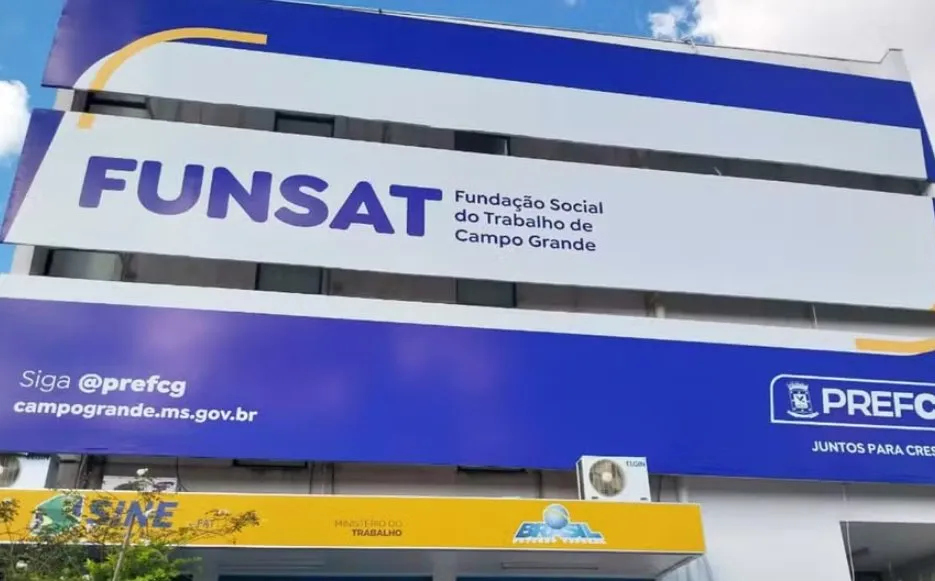 FUNSAT
Fundação Social
do Trabalho de
Campo Grande
Siga @prefcg
campogrande.ms.gov.br
PREFC
JUNTOS PARA CRES
ELGIN
SINE
MINISTÉRIO DO
TRABALHO
BRASIL